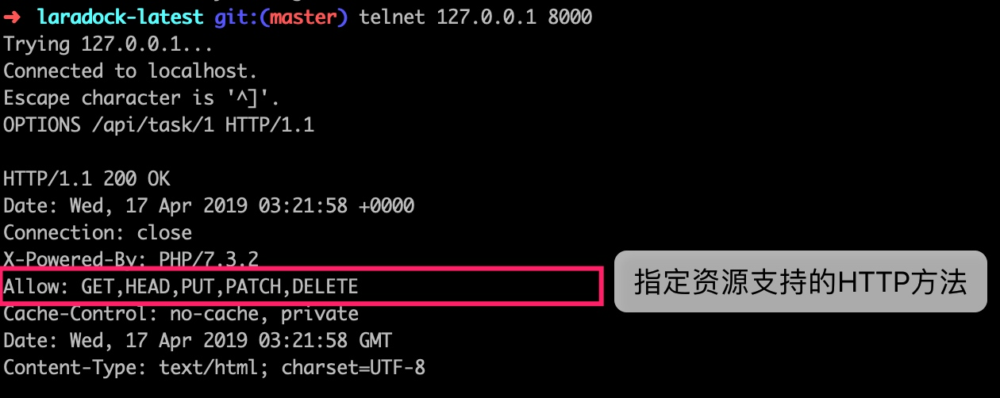 ➜ laradock-latest git:(master) telnet 127.0.0.1 8000
Trying 127.0.0.1...
Connected to localhost.
Escape character is '^]'.
OPTIONS /api/task/1 HTTP/1.1
HTTP/1.1 200 OK
Date: Wed, 17 Apr 2019 03:21:58 +0000
Connection: close
X-Powered-By: PHP/7.3.2
Allow: GET,HEAD,PUT,PATCH,DELETE
指定资源支持的HTTP方法
Cache-Control: no-cache, private
Date: Wed, 17 Apr 2019 03:21:58 GMT
Content-Type: text/html; charset=UTF-8